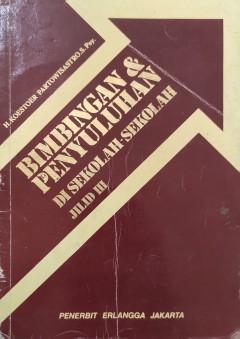 H. KOESTOER PARTOWISASTRO, S. Psy.
BIMBINGAN &
PENYULUHAN
DI SEKOLAH-SEKOLAH
JILID III
PENERBIT ERLANGGA JAKARTA